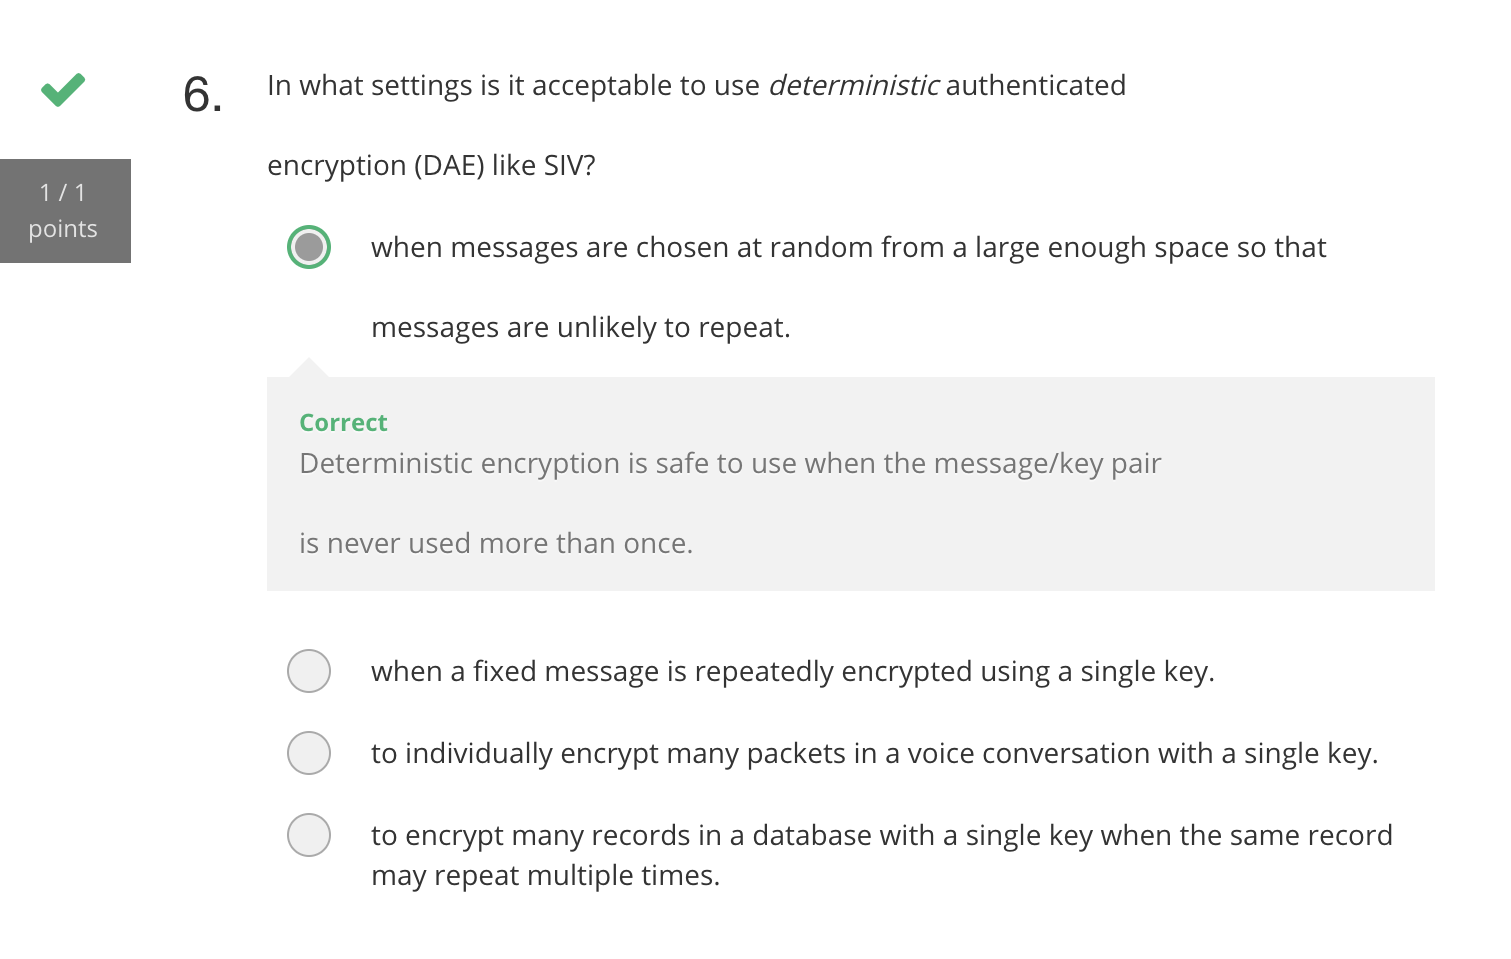 6.
In what settings is it acceptable to use deterministic authenticated
encryption (DAE) like SIV?
1 / 1
points
when messages are chosen at random from a large enough space so that
messages are unlikely to repeat.
Correct
Deterministic encryption is safe to use when the message/key pair
is never used more than once.
when a fixed message is repeatedly encrypted using a single key.
to individually encrypt many packets in a voice conversation with a single key.
to encrypt many records in a database with a single key when the same record
may repeat multiple times.